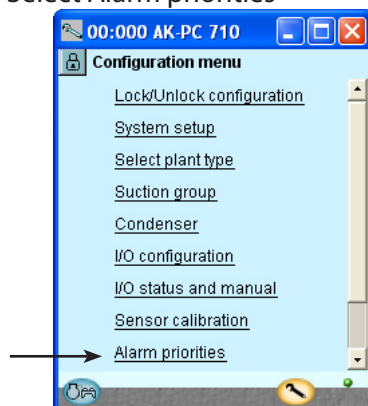 Select Alarm priorities
00:000 AK-PC 710
Configuration menu
Lock/Unlock configuration
System setup
Select plant type
Suction group
Condenser
I/O configuration
I/O status and manual
Sensor calibration
Alarm priorities